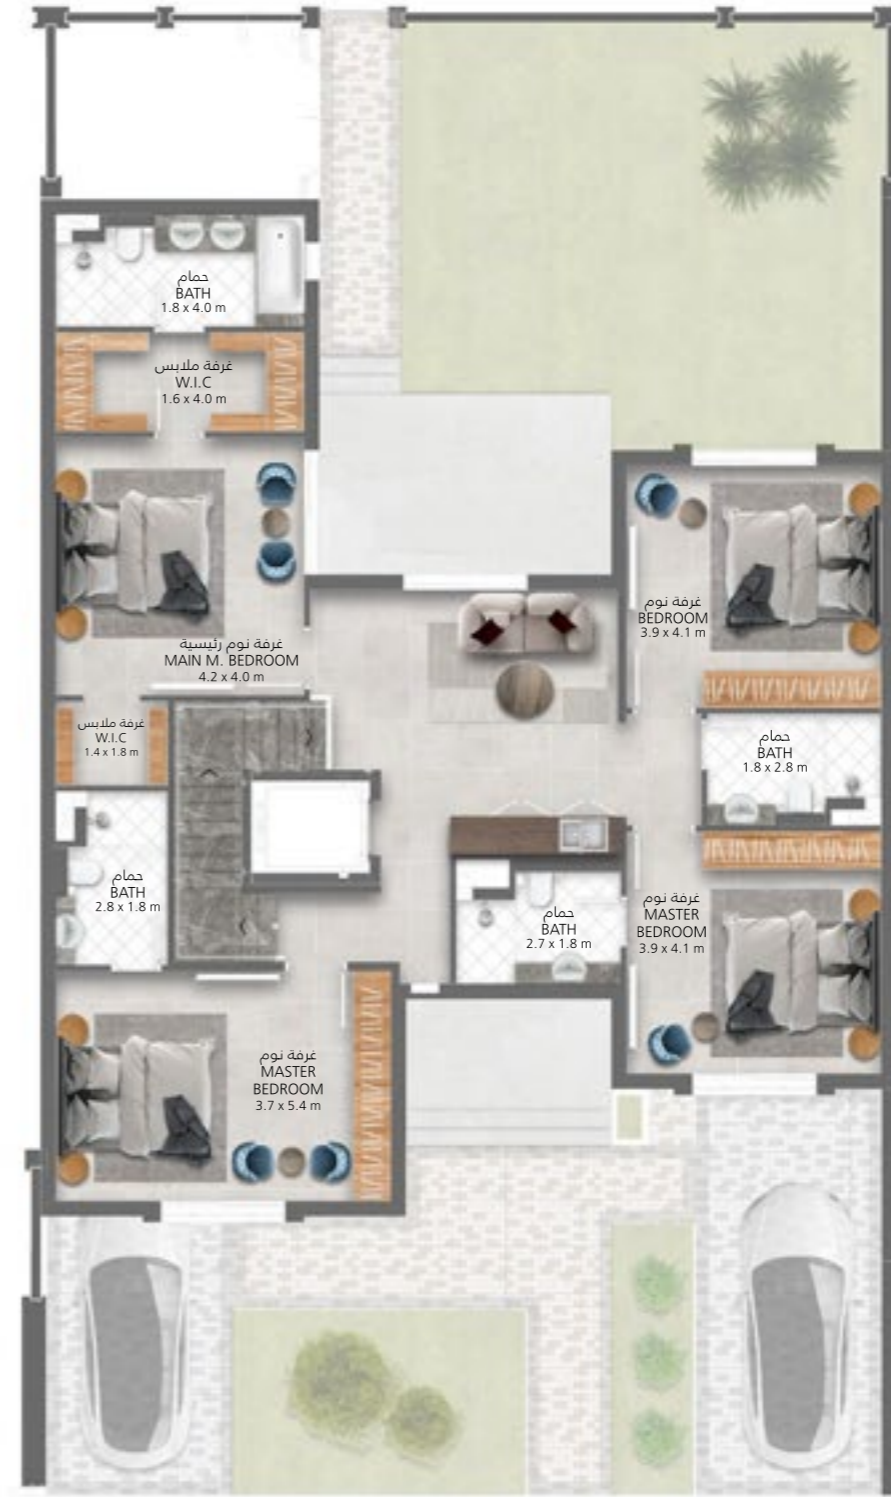 حمام
BATH
1.8 x 4.0 m
غرفة ملابس
W.I.C
1.6 x 4.0 m
غرفة نوم رئيسية
MAIN M. BEDROOM
4.2 x 4.0 m
غرفة نوم
BEDROOM
3.9 x 4.1 m
غرفة ملابس
W.I.C
1.4 x 1.8 m
حمام
BATH
1.8 x 2.8 m
حمام
BATH
2.8 x 1.8 m
حمام
BATH
2.7 x 1.8 m
غرفة نوم
MASTER
BEDROOM
3.9 x 4.1 m
غرفة نوم
MASTER
BEDROOM
3.7 x 5.4 m